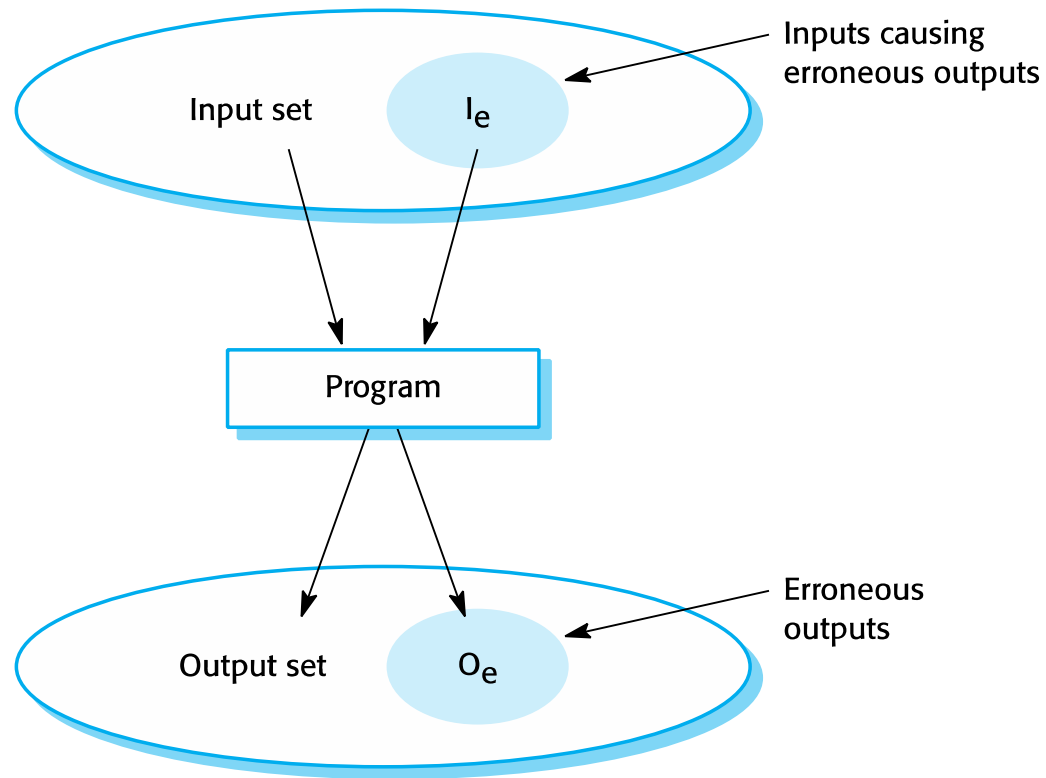 Inputs causing
erroneous outputs
Input set
Ie
Program
Erroneous
outputs
Output set
Oe